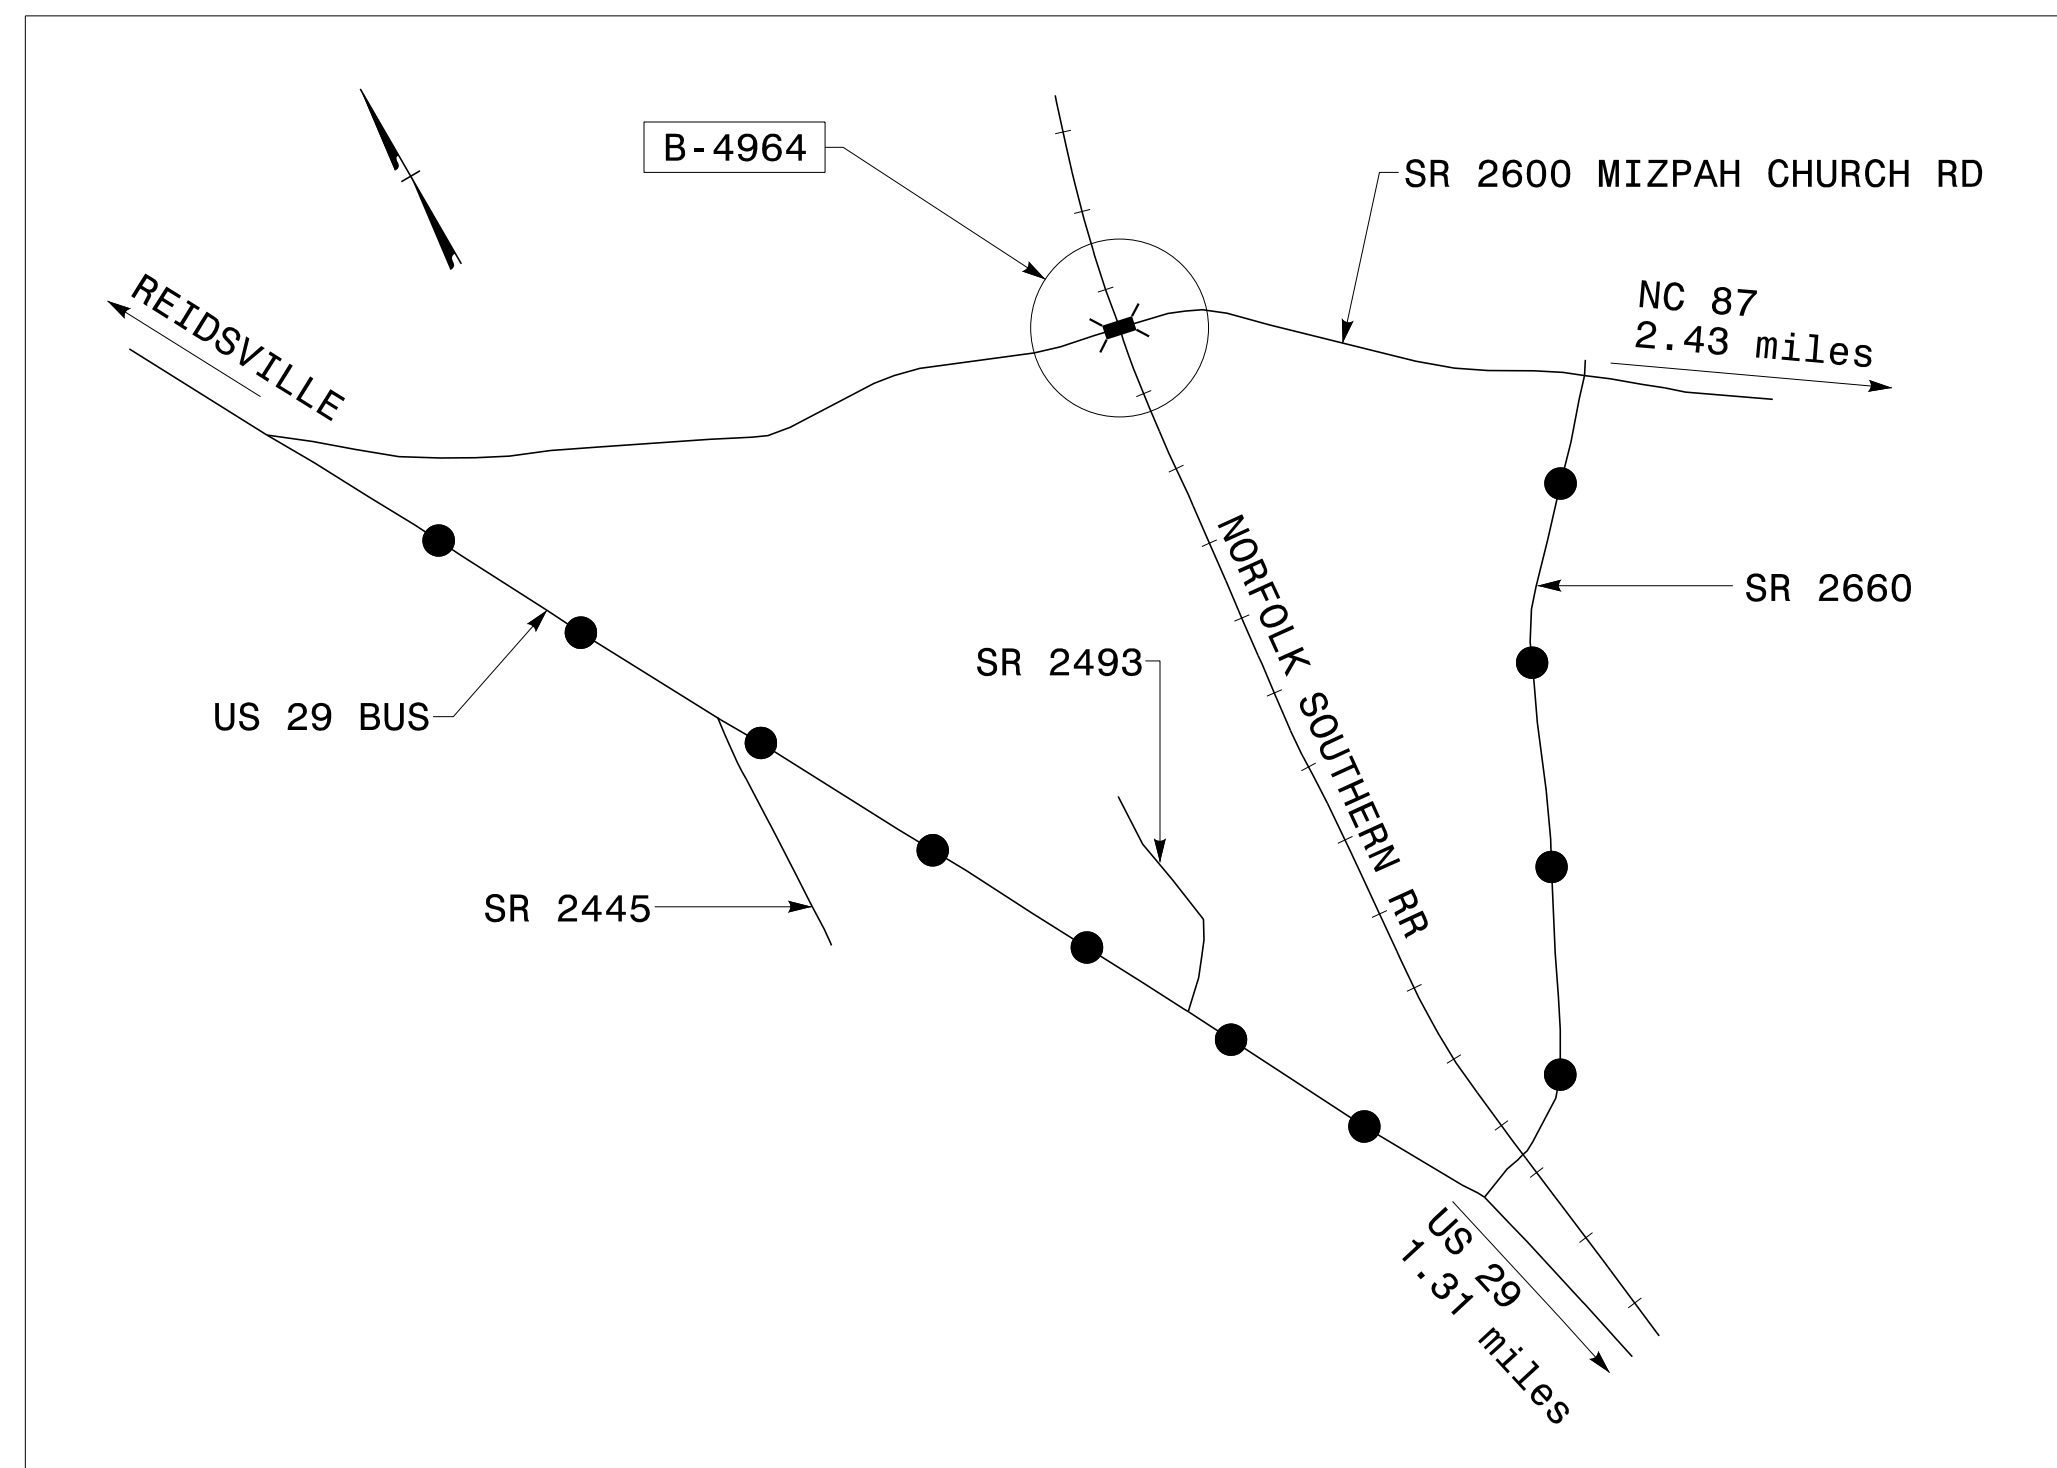 B-4964
SR 2600 MIZPAH CHURCH RD
REIDSVILLE
NC 87
2.43 miles
NORFOLK SOUTHERN RR
SR 2660
SR 2493
US 29 BUS
SR 2445
US 29
1.31 miles